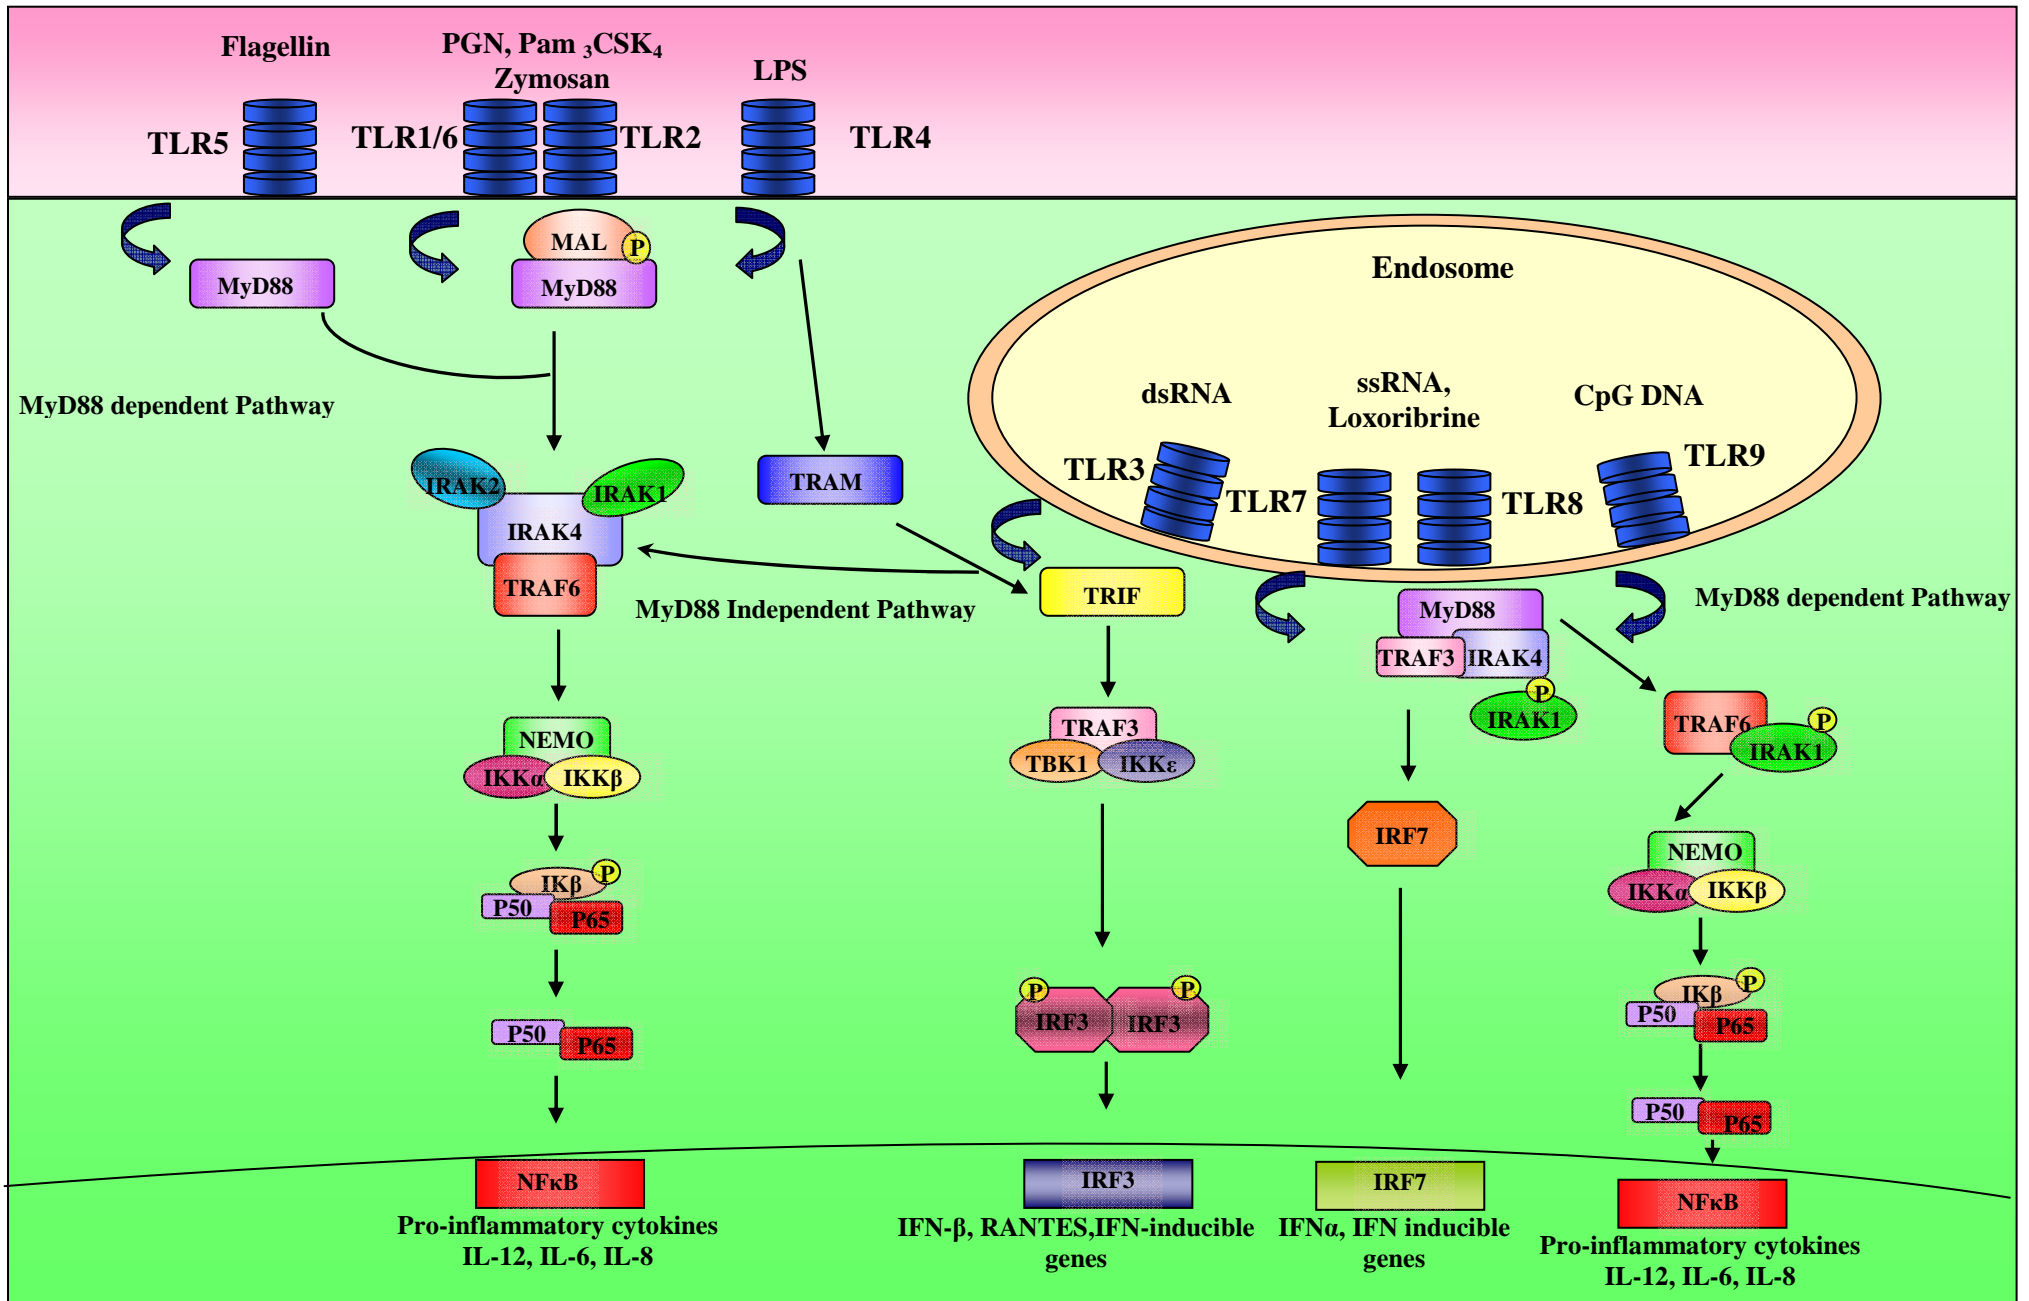 Flagellin
PGN, Pam ₃CSK₄
Zymosan
LPS
TLR5
TLR1/6
TLR2
TLR4
MAL
P
MyD88
MyD88
Endosome
MyD88 dependent Pathway
dsRNA
ssRNA,
Loxoribrine
CpG DNA
TLR3
TLR7
TLR8
TLR9
IRAK2
IRAK1
IRAK4
TRAF6
TRAM
MyD88 Independent Pathway
TRIF
MyD88 dependent Pathway
MyD88
TRAF3
IRAK4
P
IRAK1
TRAF6
P
IRAK1
NEMO
IKKα
IKKβ
TRAF3
TBK1
IKKε
IRF7
NEMO
IKKα
IKKβ
IKβ
P
P50
P65
P
P
IRF3
IRF3
IKβ
P
P50
P65
P50
P65
P50
P65
NFκB
Pro-inflammatory cytokines
IL-12, IL-6, IL-8
IRF3
IFN-β, RANTES,IFN-inducible
genes
IRF7
IFNα, IFN inducible
genes
NFκB
Pro-inflammatory cytokines
IL-12, IL-6, IL-8